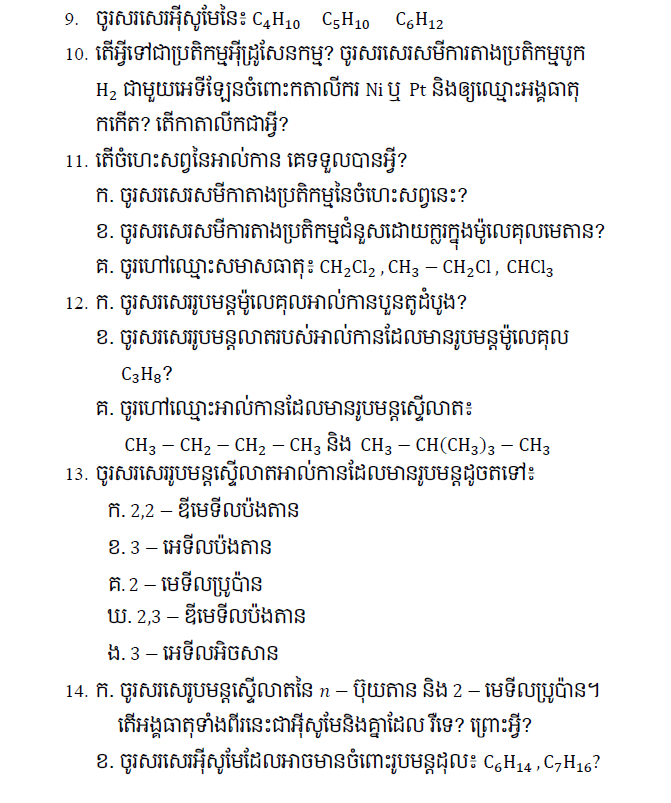 9. ចូរសរសេរអ៊ីសូមែនៃ៖ C₄H₁₀ C₅H₁₀ C₆H₁₂
10. តើអ្វីទៅជាប្រតិកម្មអ៊ីដ្រូសែនកម្ម? ចូរសរសេរសមីការតាងប្រតិកម្មបូក
H₂ ជាមួយអេទីឡែនចំពោះកតាលីករ Ni ឬ Pt និងឲ្យឈ្មោះអង្គធាតុ
កកើត? តើកាតាលីកជាអ្វី?
11. តើចំហេះសព្វនៃអាល់កាន គេទទួលបានអ្វី?
ក. ចូរសរសេរសមីកាតាងប្រតិកម្មនៃចំហេះសព្វនេះ?
ខ. ចូរសរសេរសមីការតាងប្រតិកម្មជំនួសដោយក្លរក្នុងម៉ូលេគុលមេតាន?
គ. ចូរហៅឈ្មោះសមាសធាតុ៖ CH₂Cl₂ , CH₃ − CH₂Cl , CHCl₃
12. ក. ចូរសរសេររូបមន្តម៉ូលេគុលអាល់កានបួនតួដំបូង?
ខ. ចូរសរសេររូបមន្តលាតរបស់អាល់កានដែលមានរូបមន្តម៉ូលេគុល
C₃H₈?
គ. ចូរហៅឈ្មោះអាល់កានដែលមានរូបមន្តស្ទើលាត៖
CH₃ − CH₂ − CH₂ − CH₃ និង CH₃ − CH(CH₃)₃ − CH₃
13. ចូរសរសេររូបមន្តស្ទើលាតអាល់កានដែលមានរូបមន្តដូចតទៅ៖
ក. 2,2 − ឌីមេទីលប៉ងតាន
ខ. 3 − អេទីលប៉ងតាន
គ. 2 − មេទីលប្រូប៉ាន
ឃ. 2,3 − ឌីមេទីលប៉ងតាន
ង. 3 − អេទីលអិចសាន
14. ក. ចូរសរសេរូបមន្តស្ទើលាតនៃ n − ប៊ុយតាន និង 2 − មេទីលប្រូប៉ាន។
តើអង្គធាតុទាំងពីរនេះជាអ៊ីសូមែនិងគ្នាដែល រឺទេ? ព្រោះអ្វី?
ខ. ចូរសរសេរអ៊ីសូមែដែលអាចមានចំពោះរូបមន្តដុល៖ C₆H₁₄ , C₇H₁₆?